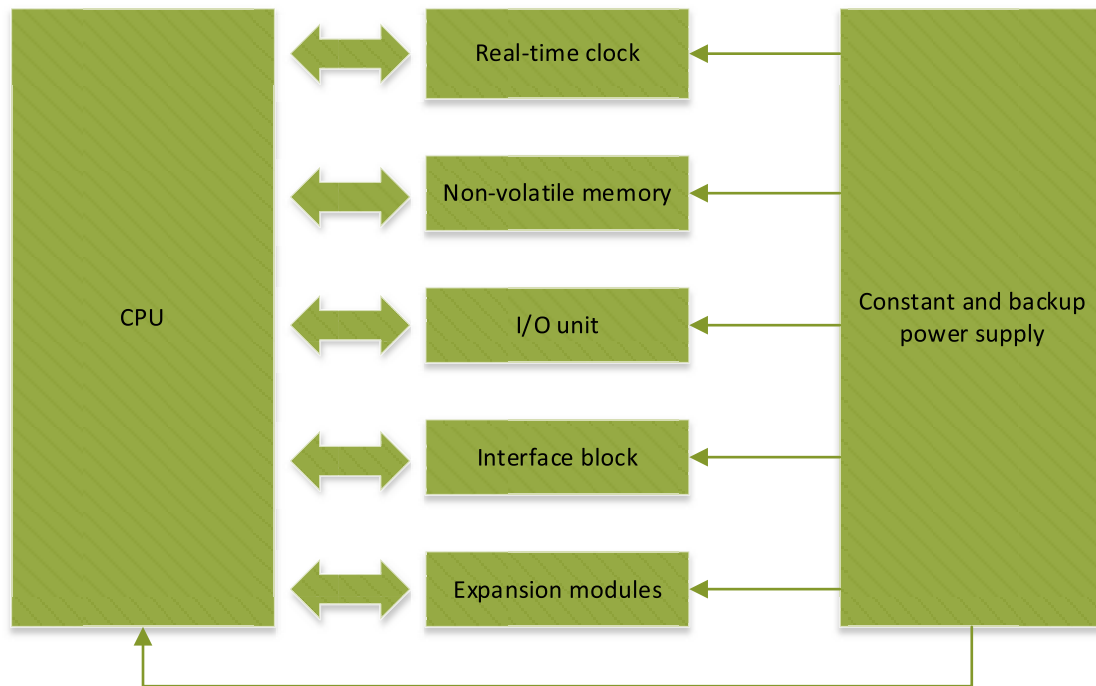 CPU
Real-time clock
Non-volatile memory
I/O unit
Interface block
Expansion modules
Constant and backup
power supply